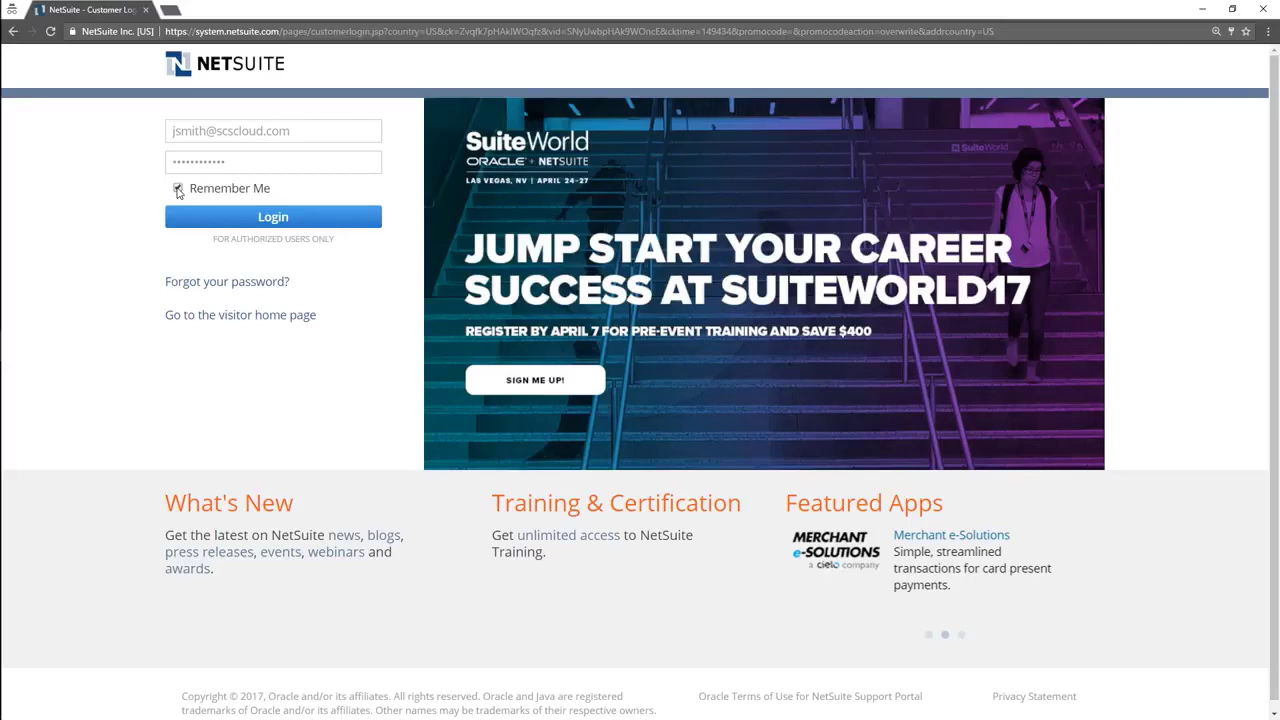 NetSuite - Customer Log
NetSuite Inc. [US]
https://system.netsuite.com/pages/customerlogin.jsp?country=US&ck=Zvqfk7pHAklWOqfz&vid=SNyUwbpHAk9WOncE&cktime=149434&promocode=&promocodeaction=overwrite&addrcountry=US
NETSUITE
jsmith@scscloud.com
Remember Me
Login
FOR AUTHORIZED USERS ONLY
Forgot your password?
Go to the visitor home page
SuiteWorld
ORACLE + NETSUITE
LAS VEGAS, NV | APRIL 24-27
SuiteWorld
JUMP START YOUR CAREER
SUCCESS AT SUITEWORLD17
REGISTER BY APRIL 7 FOR PRE-EVENT TRAINING AND SAVE $400
SIGN ME UP!
What's New
Get the latest on NetSuite news, blogs,
press releases, events, webinars and
awards.
Training & Certification
Get unlimited access to NetSuite
Training.
Featured Apps
MERCHANT
e-SOLUTIONS
a cielo company
Merchant e-Solutions
Simple, streamlined
transactions for card present
payments.
Copyright © 2017, Oracle and/or its affiliates. All rights reserved. Oracle and Java are registered
trademarks of Oracle and/or its affiliates. Other names may be trademarks of their respective owners.
Oracle Terms of Use for NetSuite Support Portal
Privacy Statement